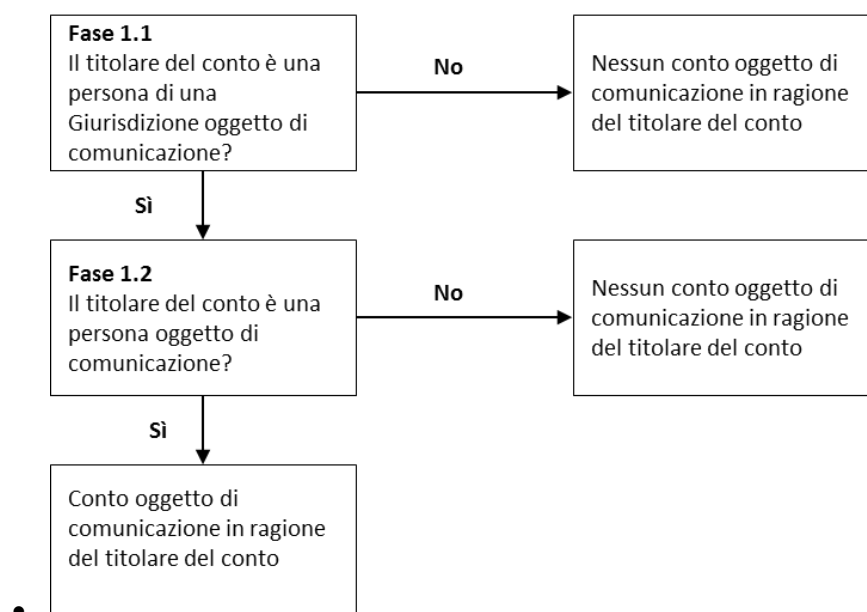 Fase 1.1
Il titolare del conto è una
persona di una
Giurisdizione oggetto di
comunicazione?
No
Nessun conto oggetto di
comunicazione in ragione
del titolare del conto
Sì
Fase 1.2
Il titolare del conto è una
persona oggetto di
comunicazione?
No
Nessun conto oggetto di
comunicazione in ragione
del titolare del conto
Sì
Conto oggetto di
comunicazione in ragione
del titolare del conto